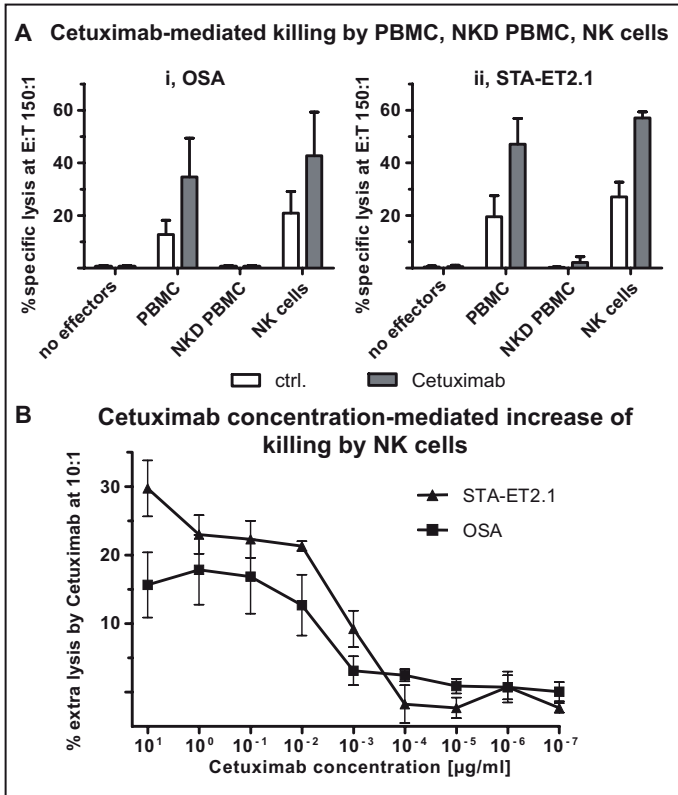 A Cetuximab-mediated killing by PBMC, NKD PBMC, NK cells
i, OSA
%specific lysis at E:T 150:1
60
40
20
no effectors
PBMC
NKD PBMC
NK cells
ii, STA-ET2.1
%specific lysis at E:T 150:1
60
40
20
no effectors
PBMC
NKD PBMC
NK cells
ctrl.
Cetuximab
B Cetuximab concentration-mediated increase of
killing by NK cells
% extra lysis by Cetuximab at 10:1
30
20
10
STA-ET2.1
OSA
10¹ 10⁰ 10⁻¹ 10⁻² 10⁻³ 10⁻⁴ 10⁻⁵ 10⁻⁶ 10⁻⁷
Cetuximab concentration [µg/ml]